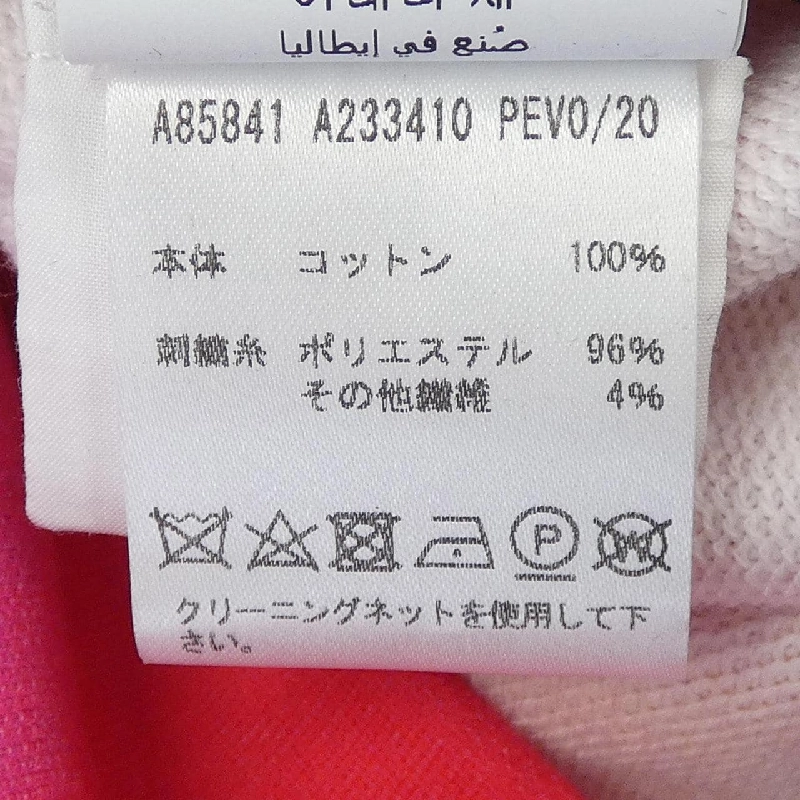 صُنع في إيطاليا
A85841 A233410 PEV0/20
本体 コットン 100%
刺繍糸 ポリエステル 96%
その他繊維 4%
P
W
クリーニングネットを使用して下
さい。